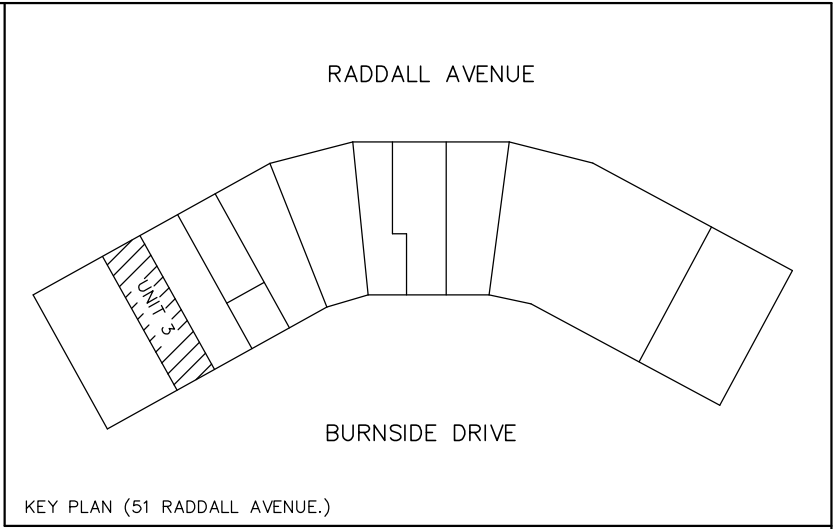 RADDALL AVENUE
UNIT 3
BURNSIDE DRIVE
KEY PLAN (51 RADDALL AVENUE.)